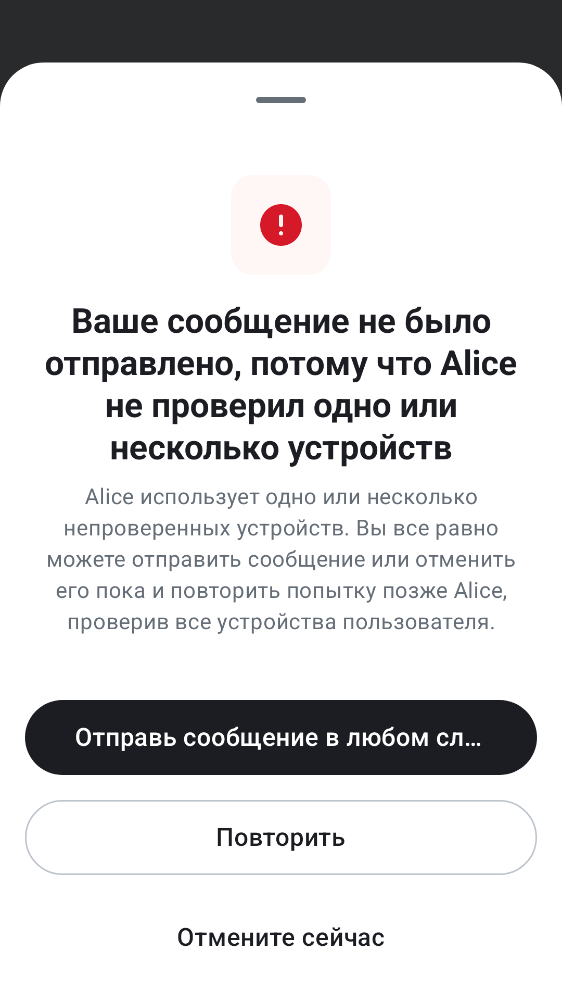 Ваше сообщение не было
отправлено, потому что Alice
не проверил одно или
несколько устройств
Alice использует одно или несколько
непроверенных устройств. Вы все равно
можете отправить сообщение или отменить
его пока и повторить попытку позже Alice,
проверив все устройства пользователя.
Отправь сообщение в любом сл...
Повторить
Отмените сейчас